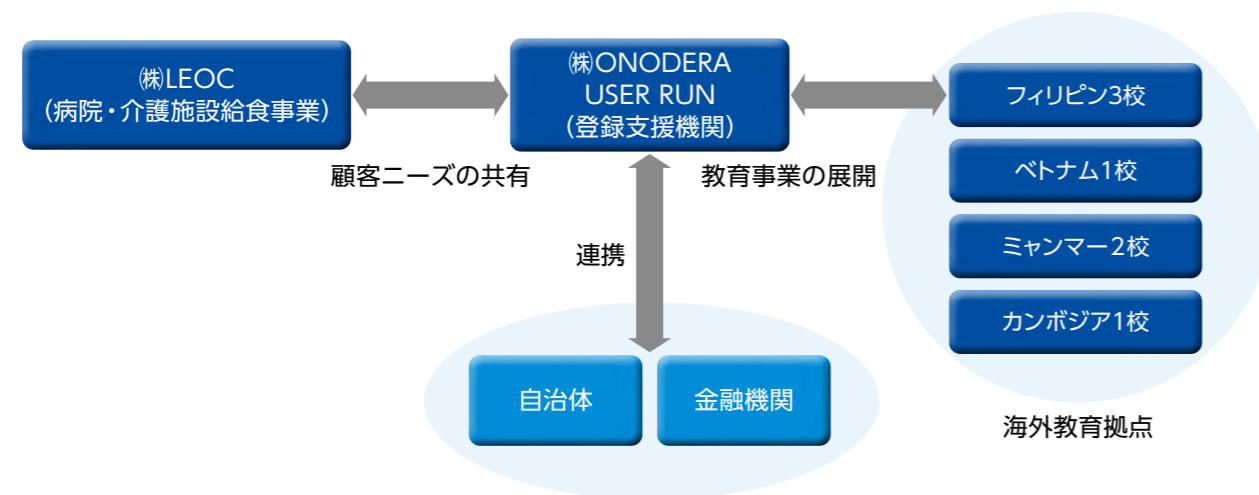 ㈱LEOC
（病院・介護施設給食事業）
㈱ONODERA
USER RUN
（登録支援機関）
顧客ニーズの共有
教育事業の展開
連携
自治体
金融機関
フィリピン3校
ベトナム1校
ミャンマー2校
カンボジア1校
海外教育拠点